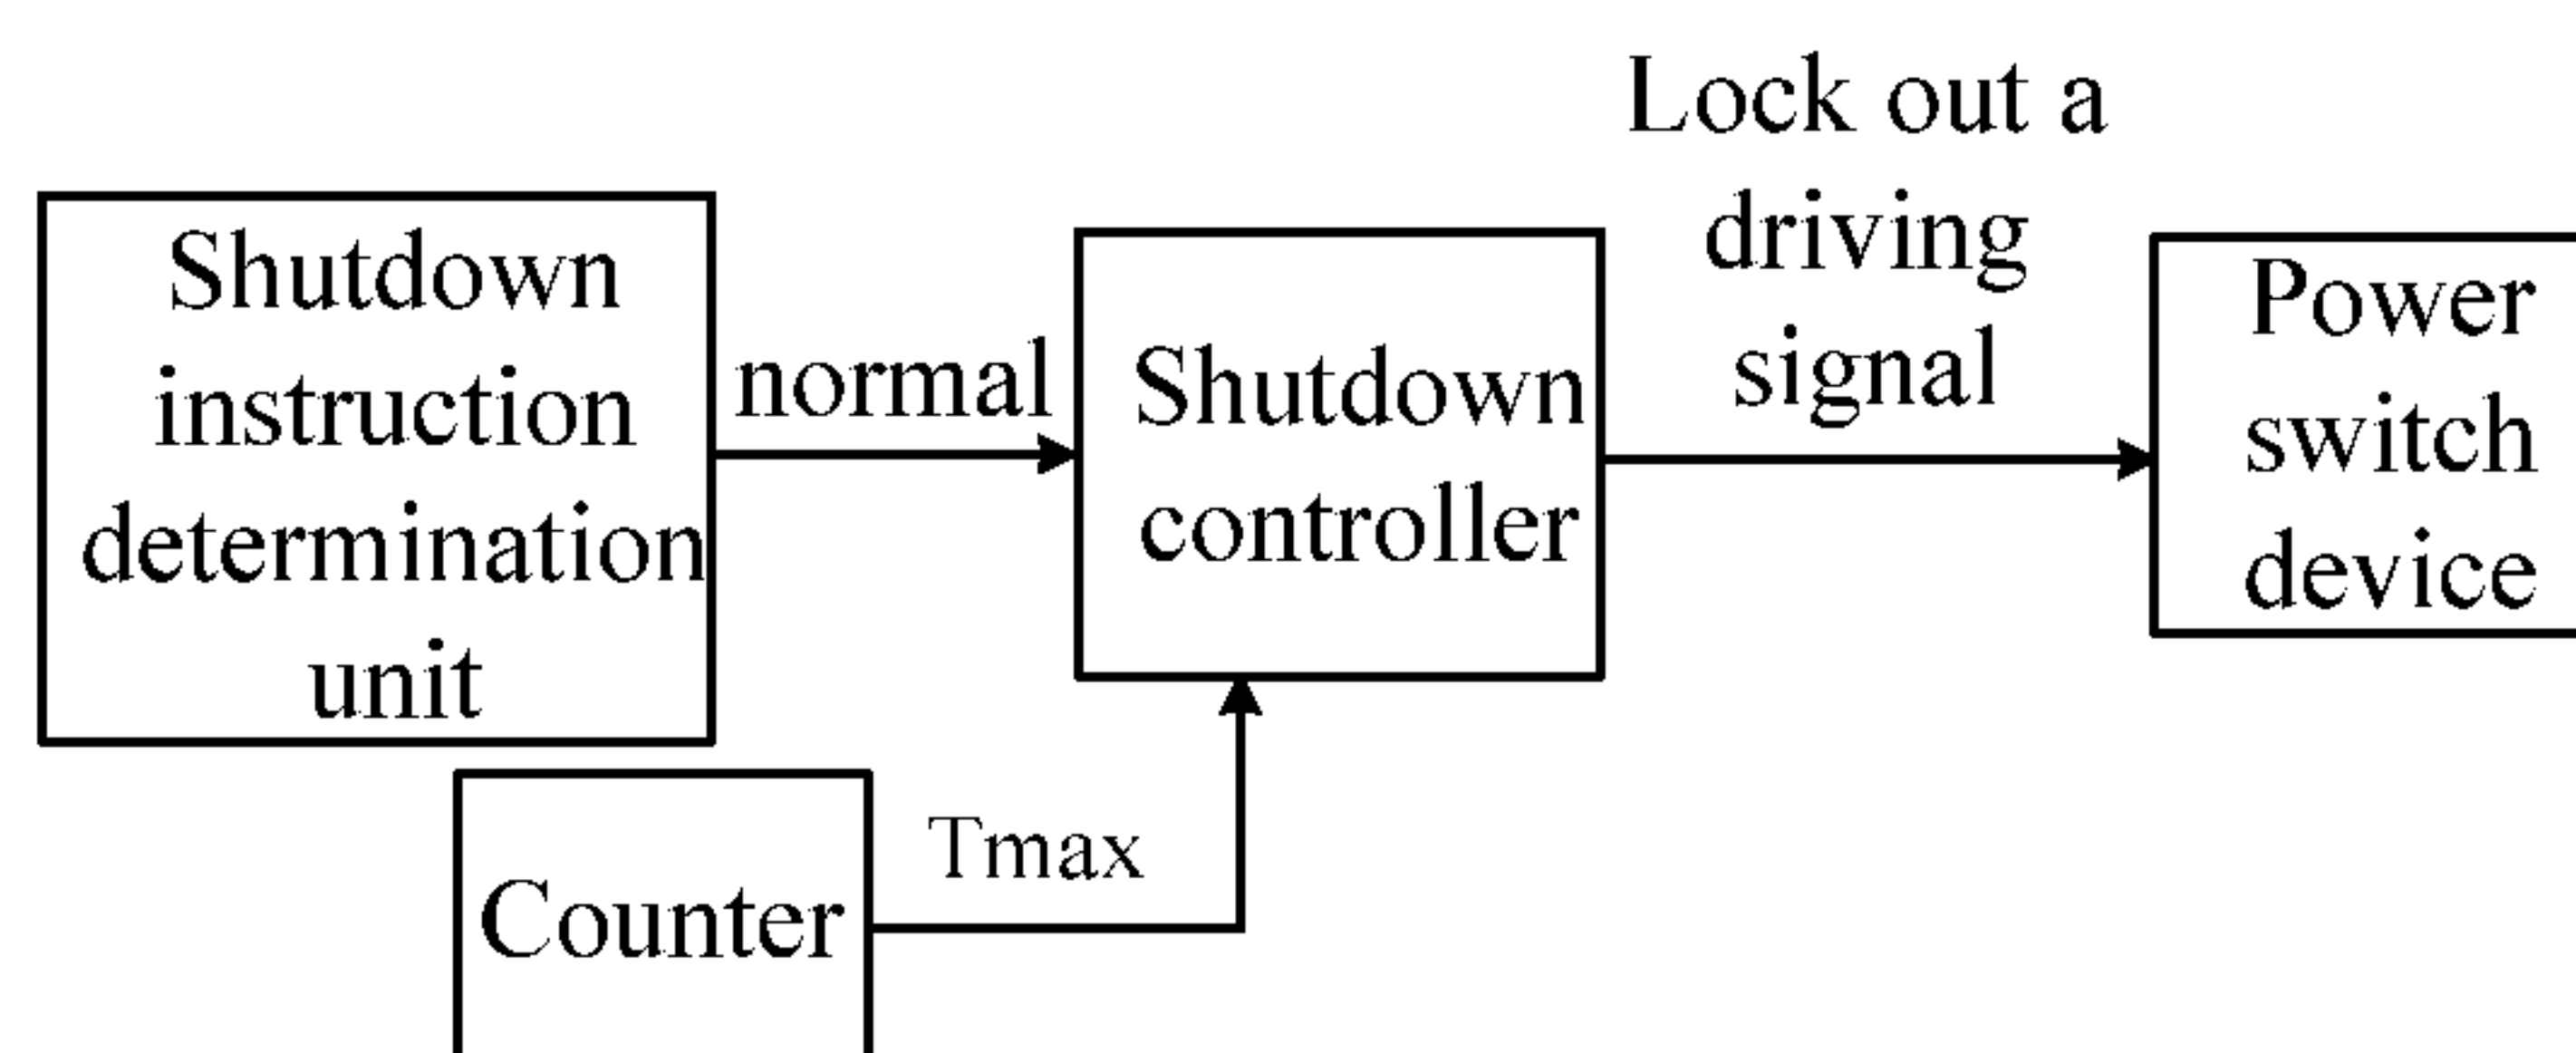 Shutdown
instruction
determination
unit
normal
Shutdown
controller
Lock out a
driving
signal
Power
switch
device
Counter
Tmax